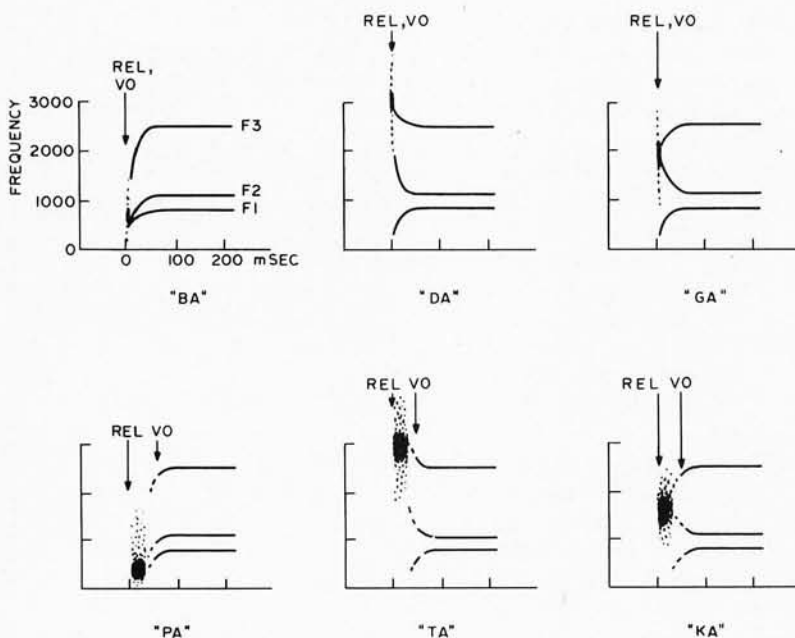 REL,
VO
FREQUENCY
3000
2000
1000
0
F3
F2
F1
0 100 200 mSEC
"BA"
REL, VO
"DA"
REL, VO
"GA"
REL VO
"PA"
REL VO
"TA"
REL VO
"KA"